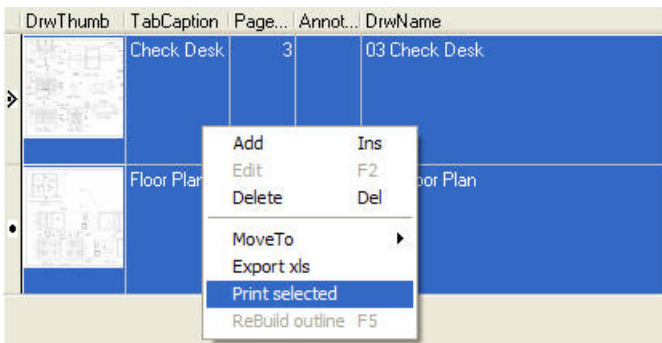 DrwThumb TabCaption Page... Annot... DrwName
Check Desk 3 03 Check Desk
Floor Plan oor Plan
Add Ins
Edit F2
Delete Del
MoveTo
Export xls
Print selected
ReBuild outline F5